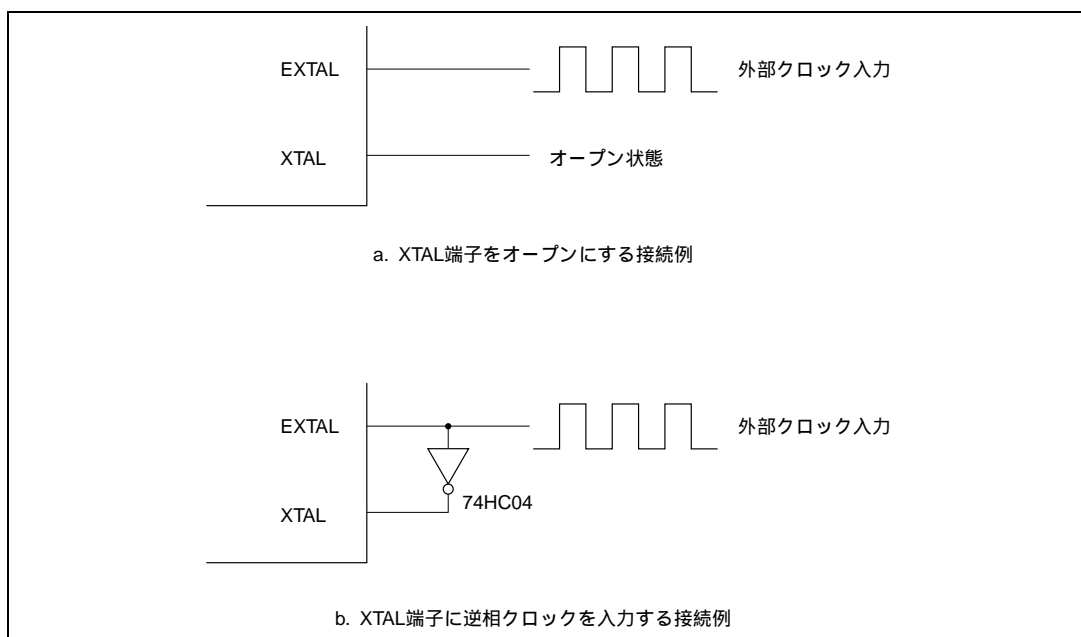 EXTAL
外部クロック入力
XTAL
オープン状態
a. XTAL端子をオープンにする接続例
EXTAL
外部クロック入力
74HC04
XTAL
b. XTAL端子に逆相クロックを入力する接続例